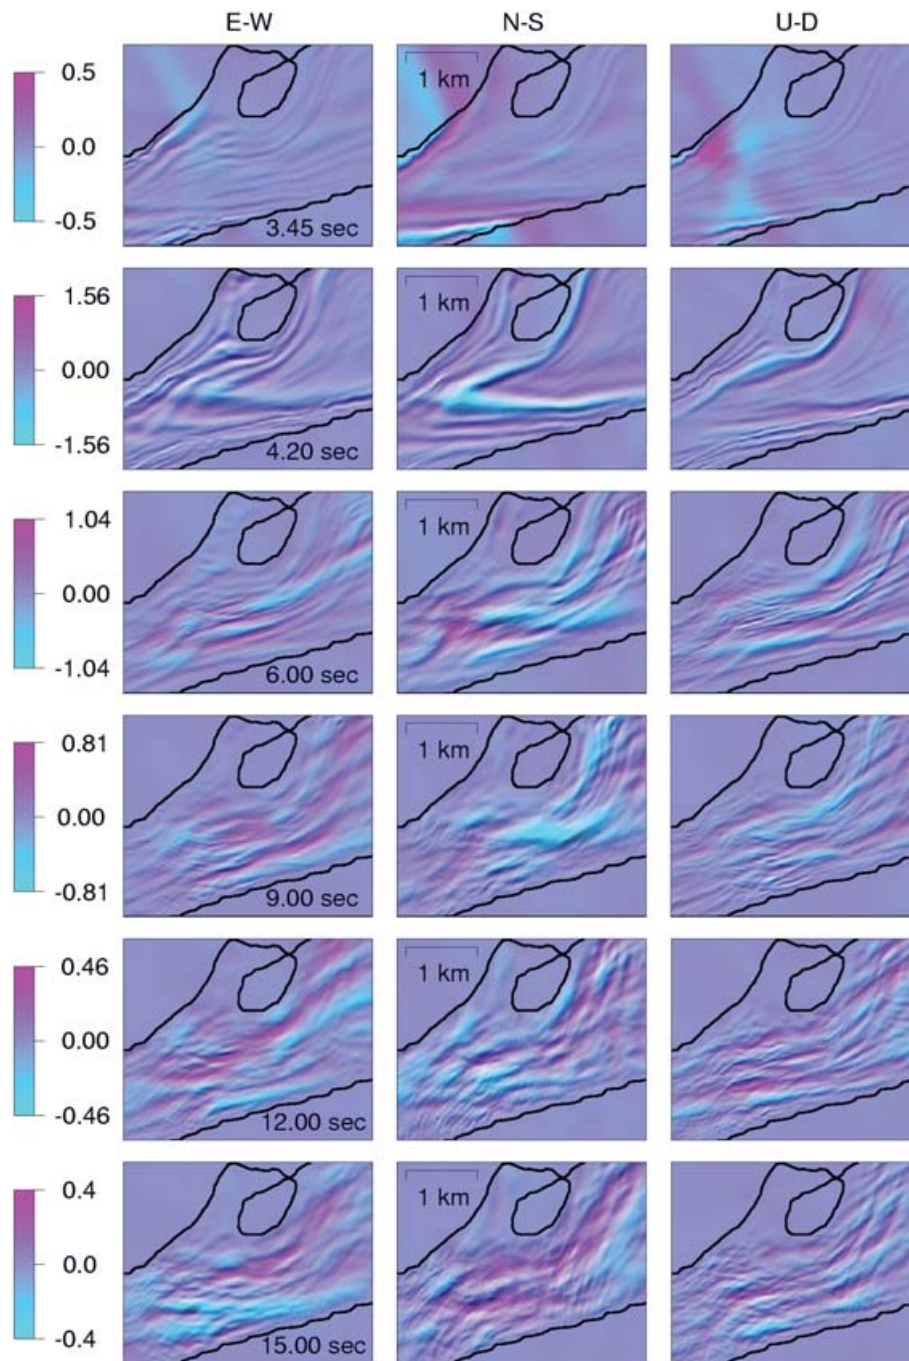 E-W N-S U-D
0.5
1 km
0.0
-0.5
3.45 sec
1.56
1 km
0.00
-1.56
4.20 sec
1.04
1 km
0.00
-1.04
6.00 sec
0.81
1 km
0.00
-0.81
9.00 sec
0.46
1 km
0.00
-0.46
12.00 sec
0.4
1 km
0.0
-0.4
15.00 sec